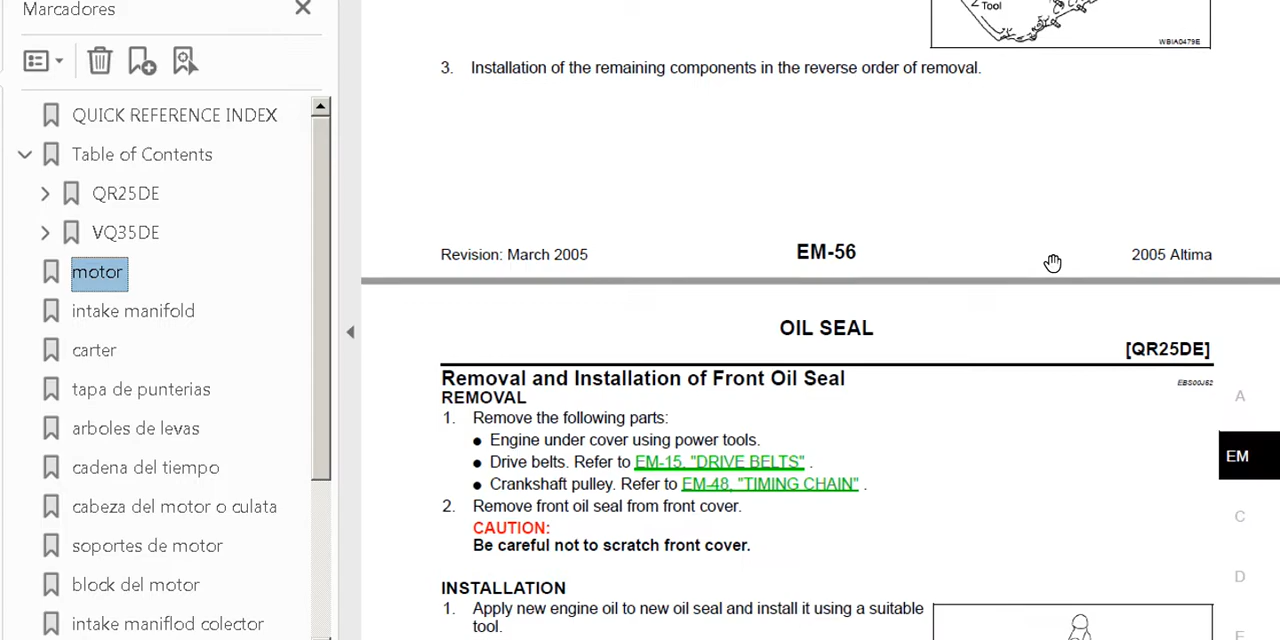 Marcadores
QUICK REFERENCE INDEX
Table of Contents
QR25DE
VQ35DE
motor
intake manifold
carter
tapa de punterias
arboles de levas
cadena del tiempo
cabeza del motor o culata
soportes de motor
block del motor
intake maniflod colector
2
Tool
WBIA0479E
3. Installation of the remaining components in the reverse order of removal.
Revision: March 2005 EM-56 2005 Altima
OIL SEAL
[QR25DE]
Removal and Installation of Front Oil Seal
EBS00J52
REMOVAL
A
1. Remove the following parts:
● Engine under cover using power tools.
EM
● Drive belts. Refer to EM-15, "DRIVE BELTS" .
● Crankshaft pulley. Refer to EM-48, "TIMING CHAIN" .
2. Remove front oil seal from front cover.
C
CAUTION:
Be careful not to scratch front cover.
D
INSTALLATION
1. Apply new engine oil to new oil seal and install it using a suitable
tool.
E